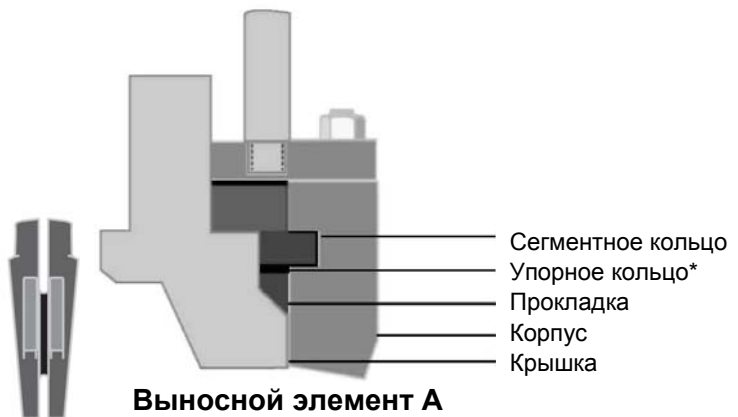 Сегментное кольцо
Упорное кольцо*
Прокладка
Корпус
Крышка
Выносной элемент А